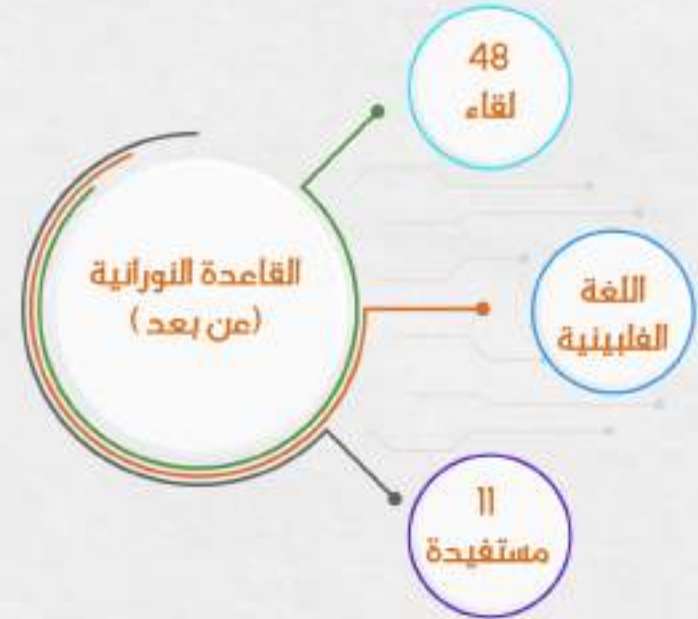 القاعدة النورانية
(عن بعد )
48
لقاء
اللغة
الفلبينية
11
مستفيدة